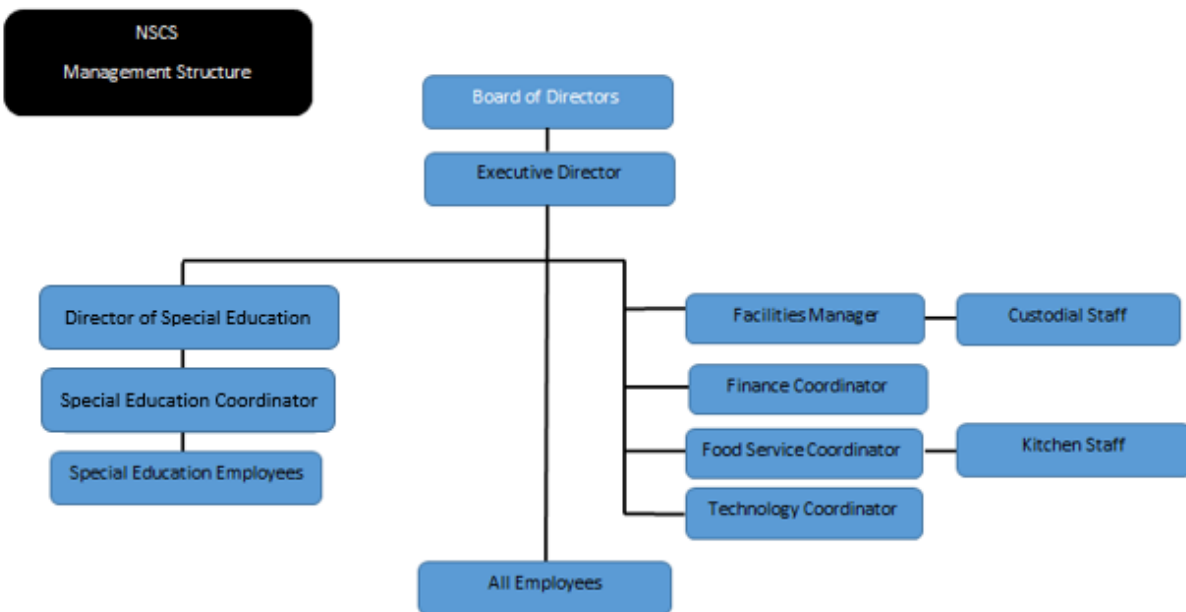 NSCS
Management Structure
Board of Directors
Executive Director
Director of Special Education
Special Education Coordinator
Special Education Employees
Facilities Manager
Custodial Staff
Finance Coordinator
Food Service Coordinator
Kitchen Staff
Technology Coordinator
All Employees